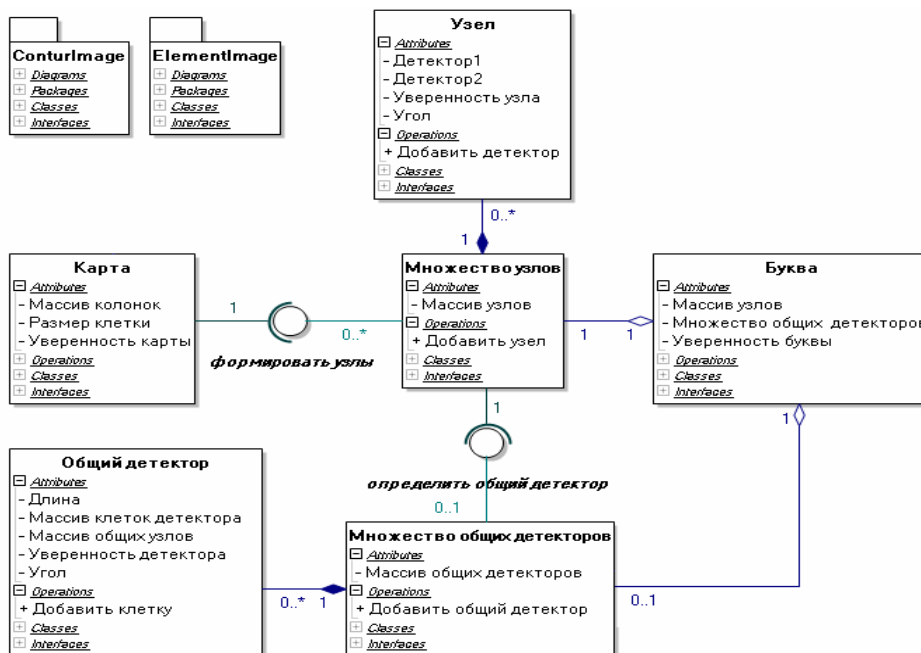 ConturImage
Diagrams
Packages
Classes
Interfaces
ElementImage
Diagrams
Packages
Classes
Interfaces
Узел
Attributes
- Детектор1
- Детектор2
- Уверенность узла
- Угол
Operations
+ Добавить детектор
Classes
Interfaces
0..*
1
Карта
Attributes
- Массив колонок
- Размер клетки
- Уверенность карты
Operations
Classes
Interfaces
1
0..*
формировать узлы
Множество узлов
Attributes
- Массив узлов
Operations
+ Добавить узел
Classes
Interfaces
1
1
Буква
Attributes
- Массив узлов
- Множество общих детекторов
- Уверенность буквы
Operations
Classes
Interfaces
1
1
определить общий детектор
0..1
Общий детектор
Attributes
- Длина
- Массив клеток детектора
- Массив общих узлов
- Уверенность детектора
- Угол
Operations
+ Добавить клетку
Classes
Interfaces
0..*
1
Множество общих детекторов
Attributes
- Массив общих детекторов
Operations
+ Добавить общий детектор
Classes
Interfaces
0..1